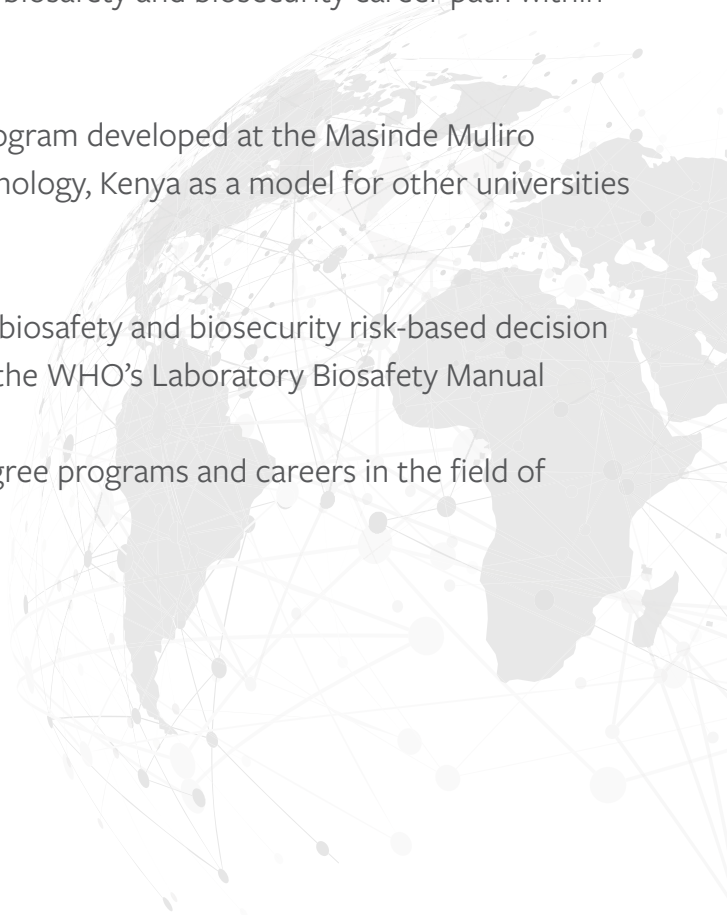 biosafety and biosecurity career path within
ogram developed at the Masinde Muliro
nology, Kenya as a model for other universities
biosafety and biosecurity risk-based decision
the WHO’s Laboratory Biosafety Manual
gree programs and careers in the field of